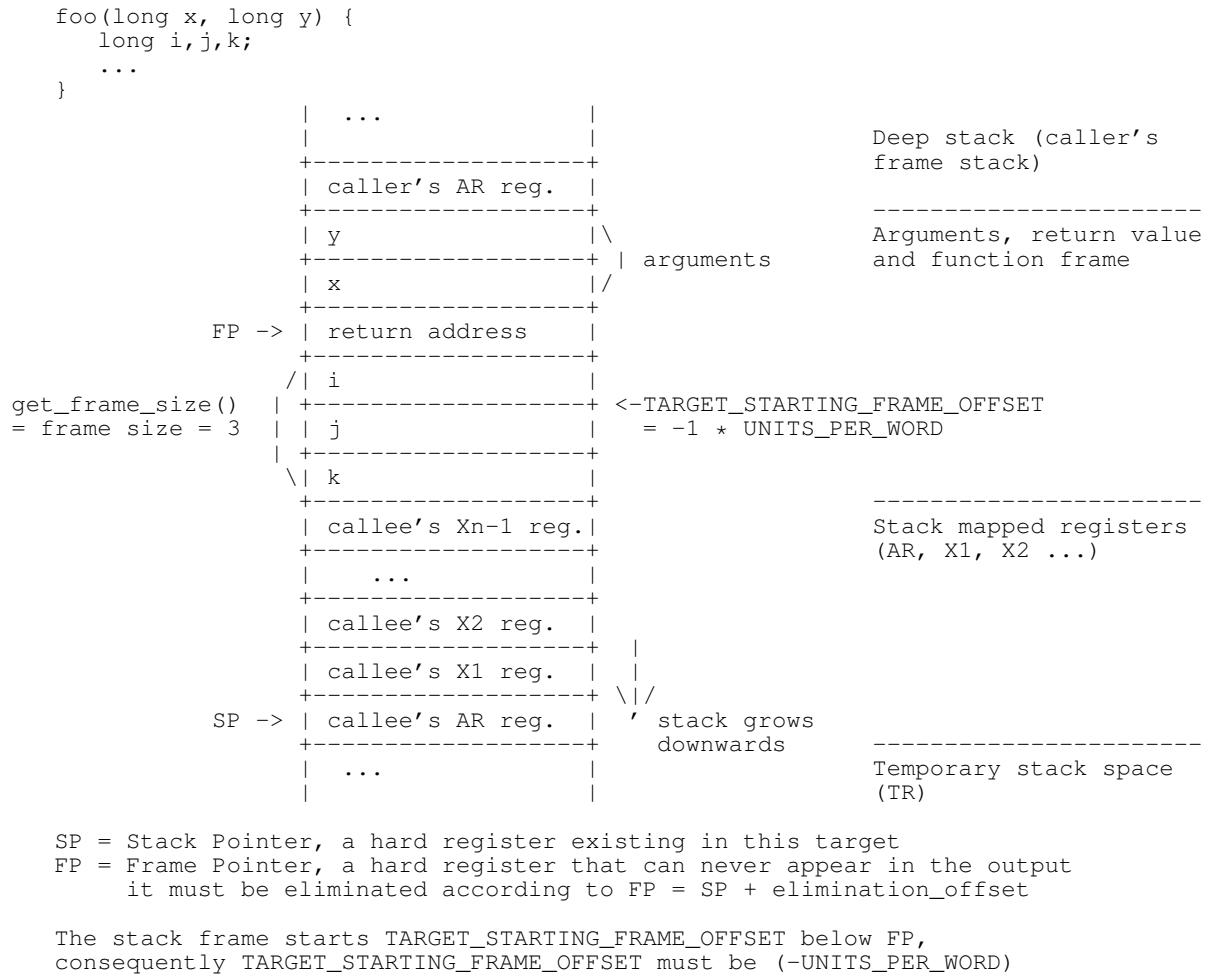 foo(long x, long y) {
   long i,j,k;
   ...
}
                     |  ...              |
                     |                   |                   Deep stack (caller's
                     +-------------------+                   frame stack)
                     | caller's AR reg.  |
                     +-------------------+                   -----------------------
                     | y                 |\                  Arguments, return value
                     +-------------------+ | arguments       and function frame
                     | x                 |/
                     +-------------------+
              FP ->  | return address    |
                     +-------------------+
                    /| i                 |
get_frame_size()   | +-------------------+ <-TARGET_STARTING_FRAME_OFFSET
= frame size = 3   | | j                 |   = -1 * UNITS_PER_WORD
                   | +-------------------+
                    \| k                 |
                     +-------------------+                   -----------------------
                     | callee's Xn-1 reg.|                   Stack mapped registers
                     +-------------------+                   (AR, X1, X2 ...)
                     |    ...            |
                     +-------------------+
                     | callee's X2 reg.  |
                     +-------------------+  |
                     | callee's X1 reg.  |  |
                     +-------------------+ \|/
              SP ->  | callee's AR reg.  |  ' stack grows
                     +-------------------+    downwards      -----------------------
                     |  ...              |                   Temporary stack space
                     |                   |                   (TR)
SP = Stack Pointer, a hard register existing in this target
FP = Frame Pointer, a hard register that can never appear in the output
     it must be eliminated according to FP = SP + elimination_offset
The stack frame starts TARGET_STARTING_FRAME_OFFSET below FP,
consequently TARGET_STARTING_FRAME_OFFSET must be (-UNITS_PER_WORD)